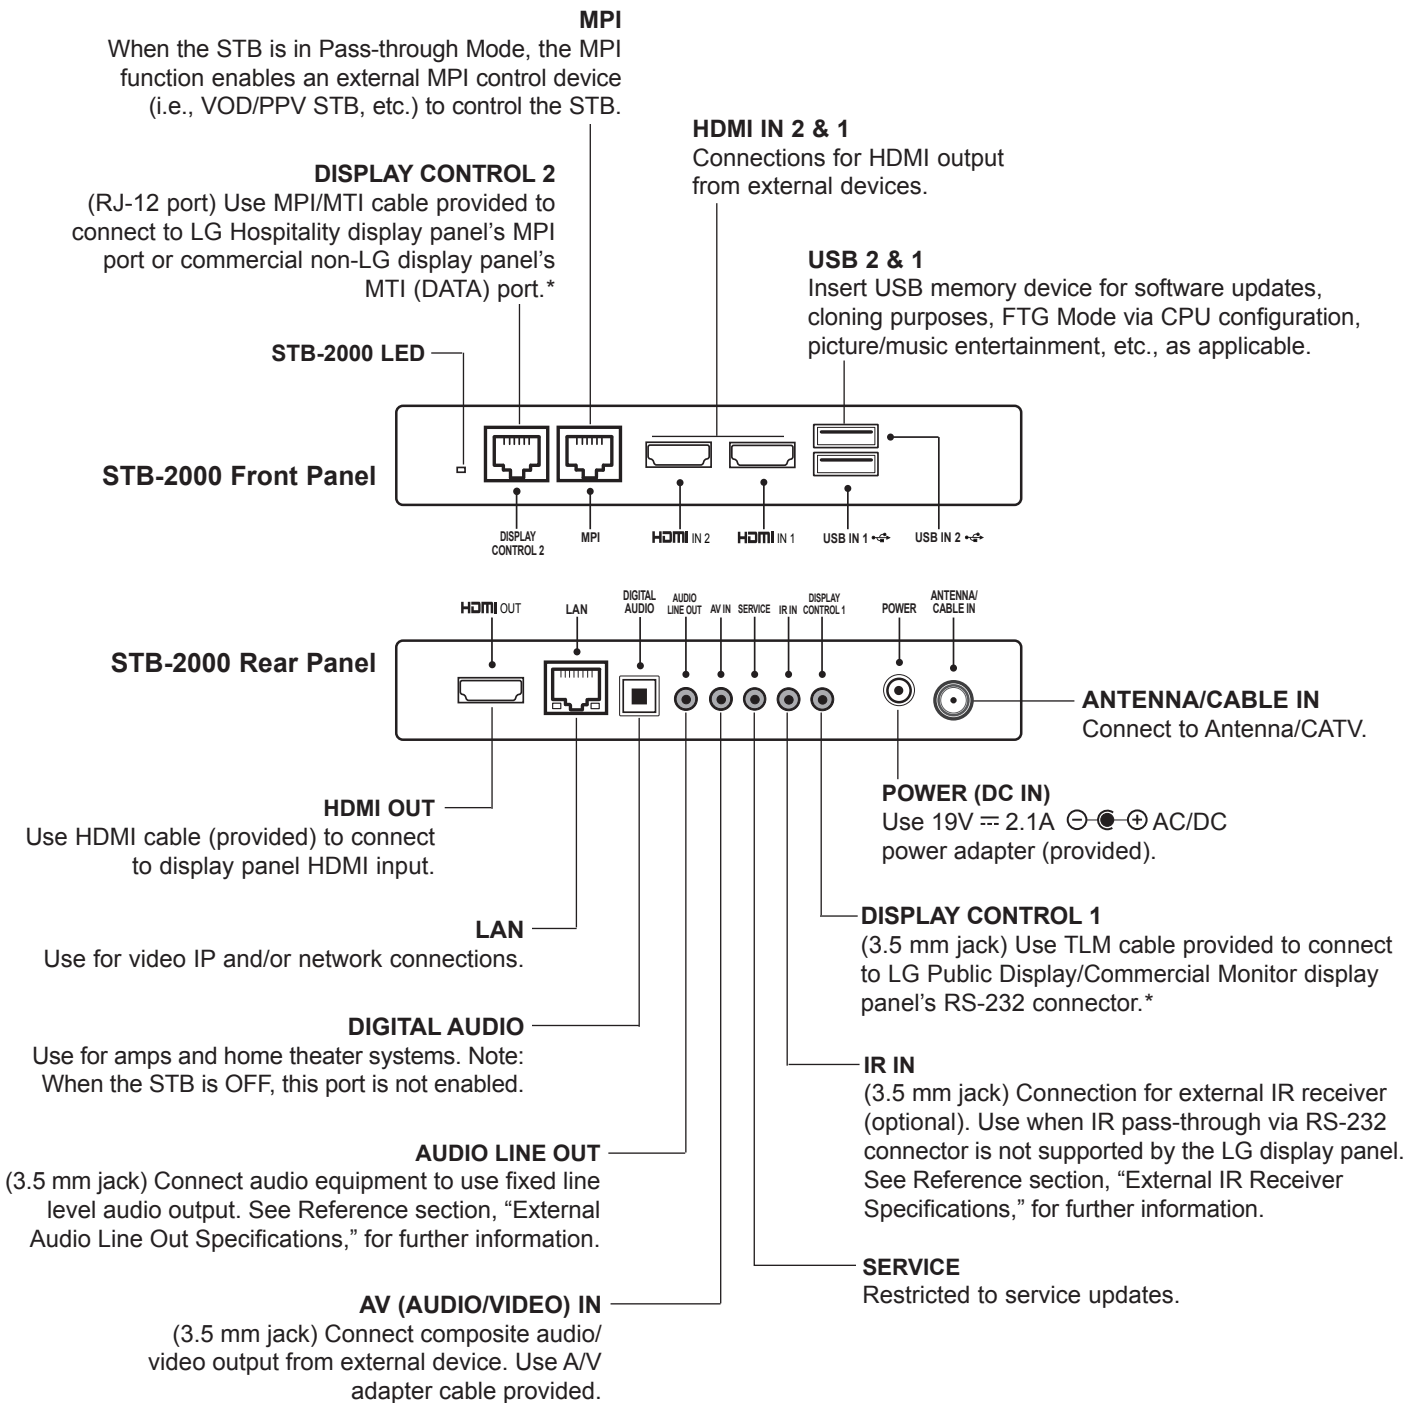 MPI
When the STB is in Pass-through Mode, the MPI
function enables an external MPI control device
(i.e., VOD/PPV STB, etc.) to control the STB.
HDMI IN 2 & 1
Connections for HDMI output
from external devices.
DISPLAY CONTROL 2
(RJ-12 port) Use MPI/MTI cable provided to
connect to LG Hospitality display panel’s MPI
port or commercial non-LG display panel’s
MTI (DATA) port.*
USB 2 & 1
Insert USB memory device for software updates,
cloning purposes, FTG Mode via CPU configuration,
picture/music entertainment, etc., as applicable.
STB-2000 LED
STB-2000 Front Panel
DISPLAY
CONTROL 2
MPI
HDMI IN 2
HDMI IN 1
USB IN 1
USB IN 2
HDMI OUT
LAN
DIGITAL
AUDIO
AUDIO
LINE OUT
AV IN
SERVICE
IR IN
DISPLAY
CONTROL 1
POWER
ANTENNA/
CABLE IN
STB-2000 Rear Panel
ANTENNA/CABLE IN
Connect to Antenna/CATV.
HDMI OUT
Use HDMI cable (provided) to connect
to display panel HDMI input.
POWER (DC IN)
Use 19V ⎓ 2.1A AC/DC
power adapter (provided).
LAN
Use for video IP and/or network connections.
DISPLAY CONTROL 1
(3.5 mm jack) Use TLM cable provided to connect
to LG Public Display/Commercial Monitor display
panel’s RS-232 connector.*
DIGITAL AUDIO
Use for amps and home theater systems. Note:
When the STB is OFF, this port is not enabled.
IR IN
(3.5 mm jack) Connection for external IR receiver
(optional). Use when IR pass-through via RS-232
connector is not supported by the LG display panel.
See Reference section, “External IR Receiver
Specifications,” for further information.
AUDIO LINE OUT
(3.5 mm jack) Connect audio equipment to use fixed line
level audio output. See Reference section, “External
Audio Line Out Specifications,” for further information.
SERVICE
Restricted to service updates.
AV (AUDIO/VIDEO) IN
(3.5 mm jack) Connect composite audio/
video output from external device. Use A/V
adapter cable provided.